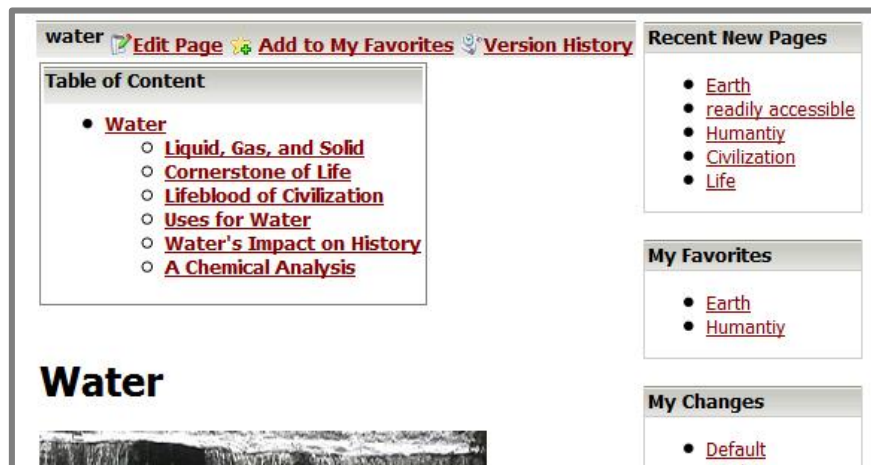 water Edit Page Add to My Favorites Version History
Table of Content
Water
Liquid, Gas, and Solid
Cornerstone of Life
Lifeblood of Civilization
Uses for Water
Water's Impact on History
A Chemical Analysis
Water
Recent New Pages
Earth
readily accessible
Humantiy
Civilization
Life
My Favorites
Earth
Humantiy
My Changes
Default